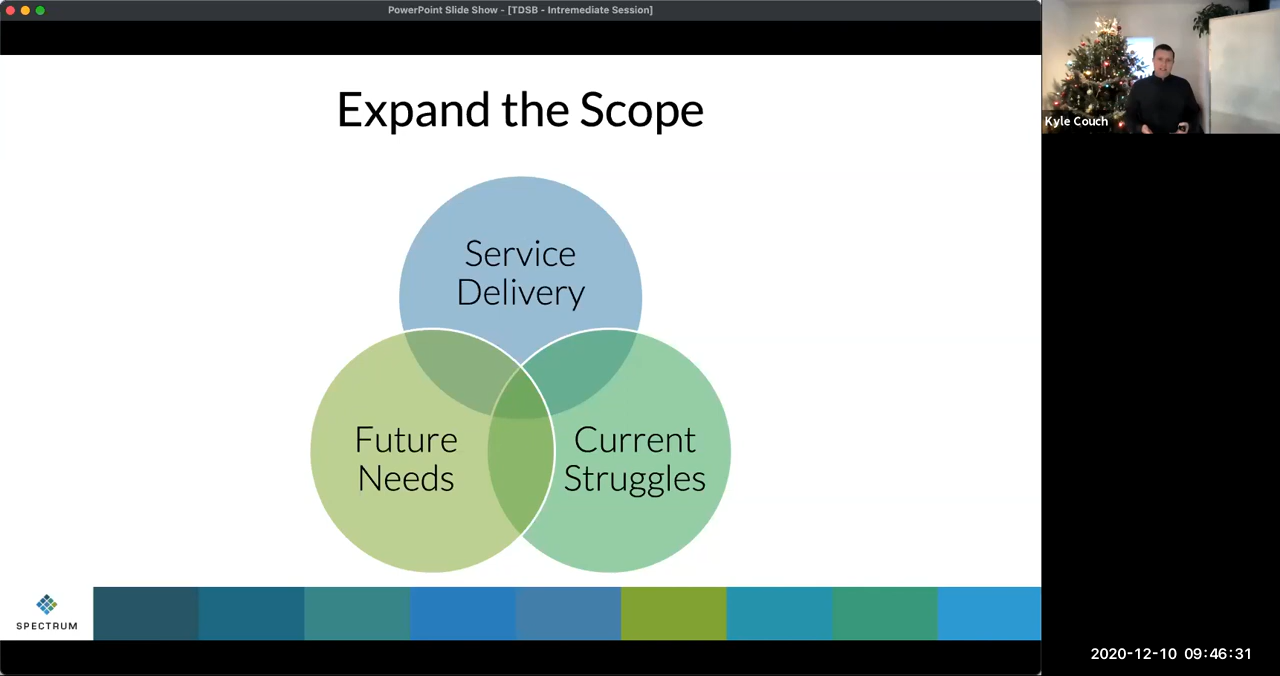 PowerPoint Slide Show - [TDSB - Intremediate Session]
Expand the Scope
Service
Delivery
Future
Needs
Current
Struggles
SPECTRUM
Kyle Couch
2020-12-10 09:46:31